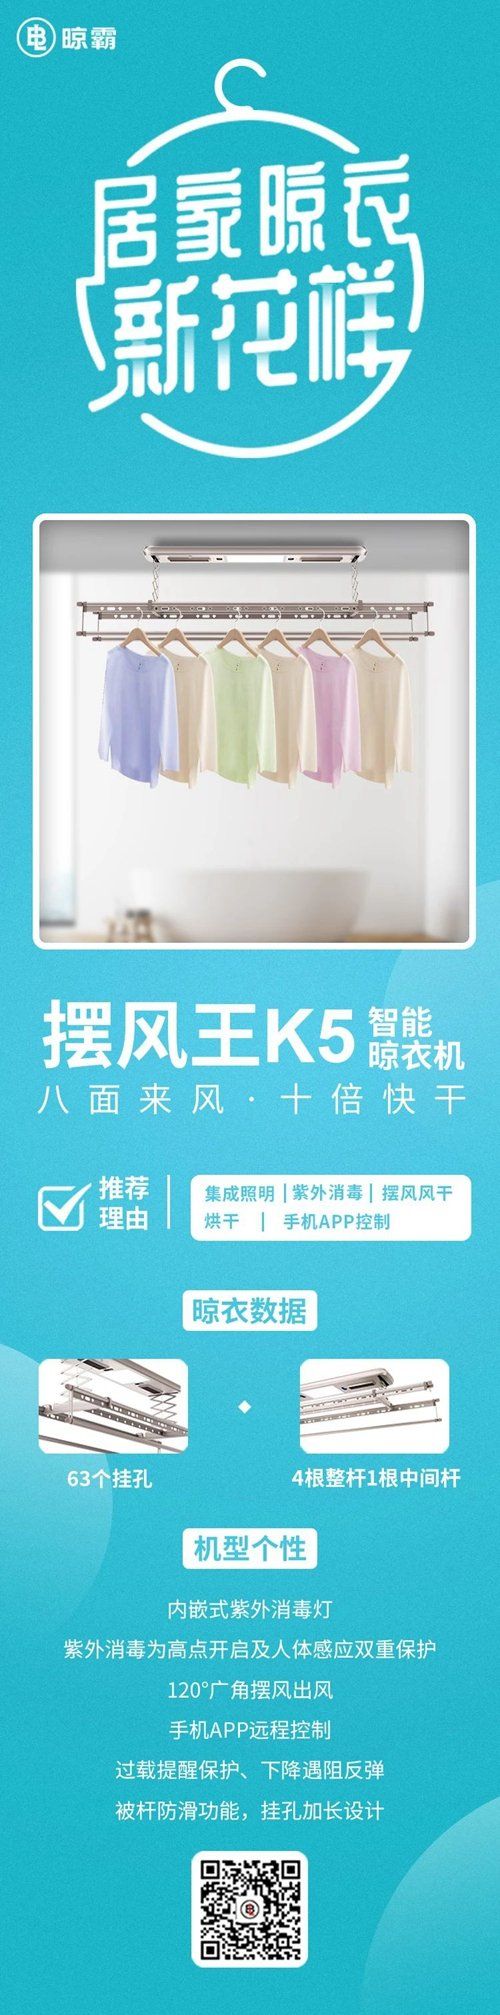 晾霸
居家晾衣
新花样
摆风王K5 智能晾衣机
八面来风·十倍快干
推荐理由
集成照明 | 紫外消毒 | 摆风风干
烘干 | 手机APP控制
晾衣数据
63个挂孔
4根整杆1根中间杆
机型个性
内嵌式紫外消毒灯
紫外消毒为高点开启及人体感应双重保护
120°广角摆风出风
手机APP远程控制
过载提醒保护、下降遇阻反弹
被杆防滑功能，挂孔加长设计